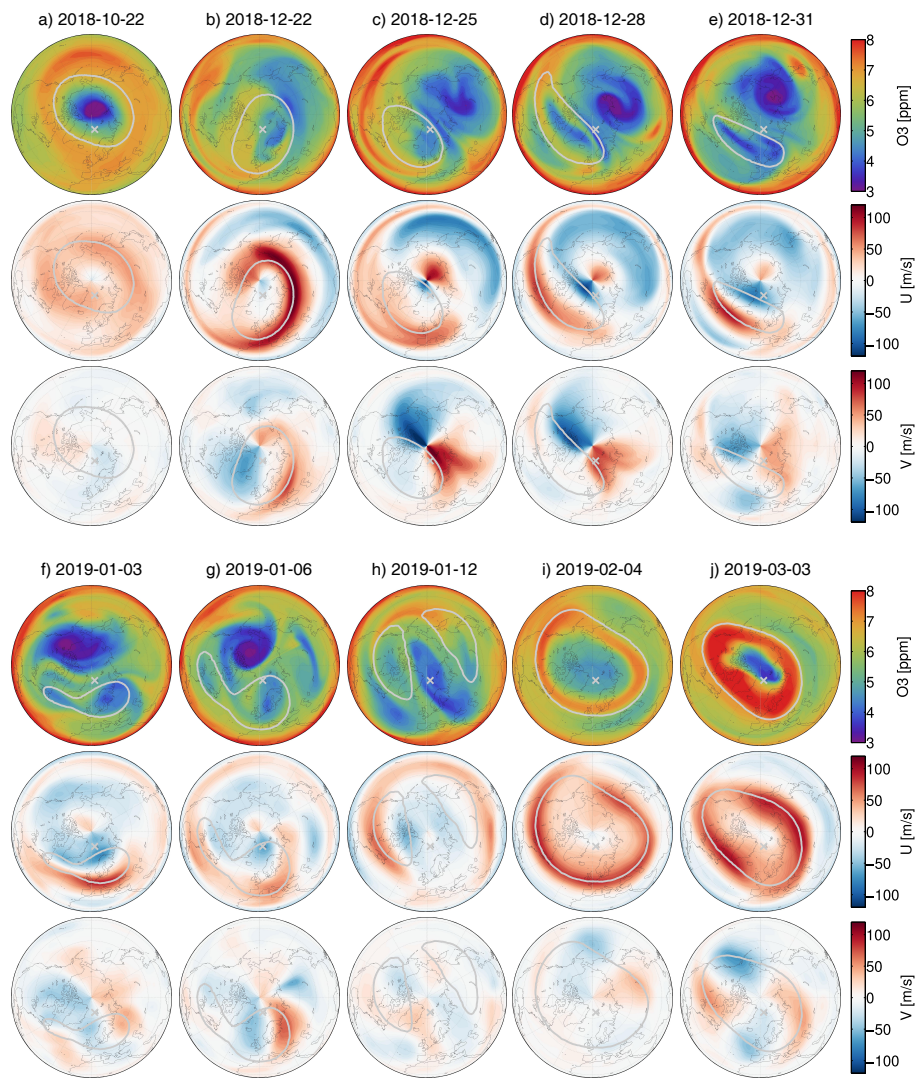 a) 2018-10-22
b) 2018-12-22
c) 2018-12-25
d) 2018-12-28
e) 2018-12-31
8
7
6
5
4
3
O3 [ppm]
100
50
0
−50
−100
U [m/s]
100
50
0
−50
−100
V [m/s]
f) 2019-01-03
g) 2019-01-06
h) 2019-01-12
i) 2019-02-04
j) 2019-03-03
8
7
6
5
4
3
O3 [ppm]
100
50
0
−50
−100
U [m/s]
100
50
0
−50
−100
V [m/s]